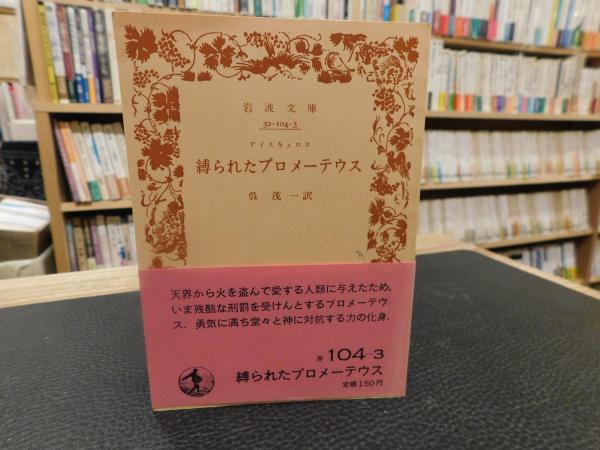 岩波文庫
32-104-3
アイスキュロス
縛られたプロメーテウス
呉茂一訳
天界から火を盗んで愛する人類に与えたため,
いま残酷な刑罰を受けんとするプロメーテウ
ス. 勇気に満ち堂々と神に対抗する力の化身.
赤 104-3
縛られたプロメーテウス
定価150円